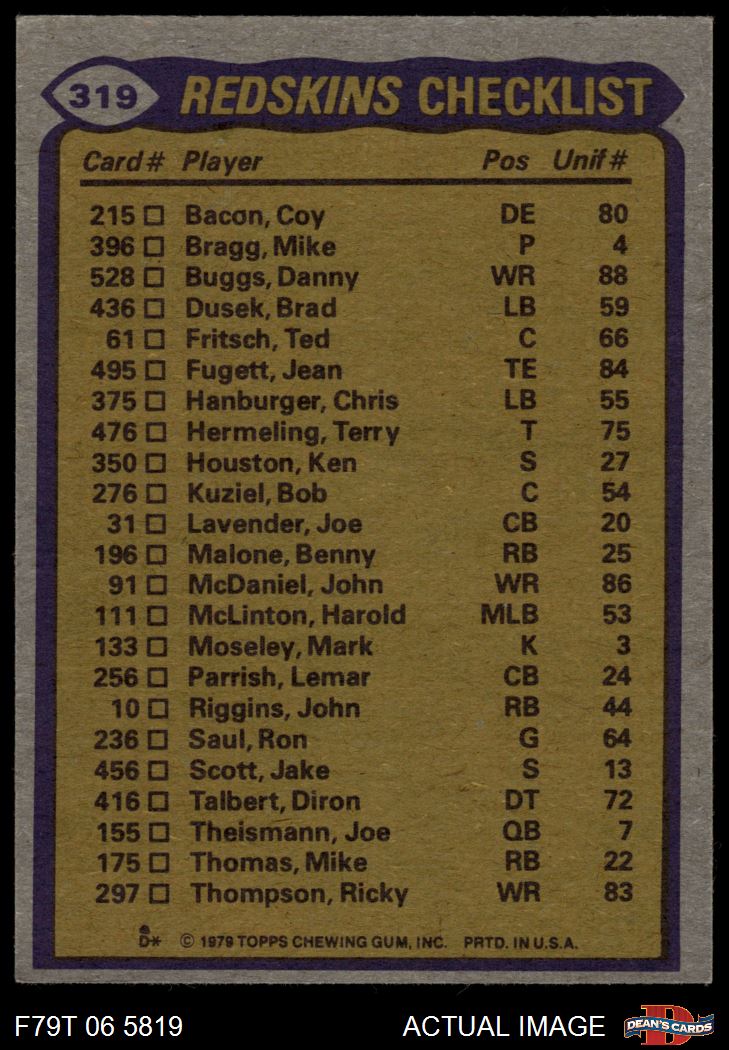 319 REDSKINS CHECKLIST
Card # Player Pos Unif #
215 □ Bacon, Coy DE 80
396 □ Bragg, Mike P 4
528 □ Buggs, Danny WR 88
436 □ Dusek, Brad LB 59
61 □ Fritsch, Ted C 66
495 □ Fugett, Jean TE 84
375 □ Hanburger, Chris LB 55
476 □ Hermeling, Terry T 75
350 □ Houston, Ken S 27
276 □ Kuziel, Bob C 54
31 □ Lavender, Joe CB 20
196 □ Malone, Benny RB 25
91 □ McDaniel, John WR 86
111 □ McLinton, Harold MLB 53
133 □ Moseley, Mark K 3
256 □ Parrish, Lemar CB 24
10 □ Riggins, John RB 44
236 □ Saul, Ron G 64
456 □ Scott, Jake S 13
416 □ Talbert, Diron DT 72
155 □ Theismann, Joe QB 7
175 □ Thomas, Mike RB 22
297 □ Thompson, Ricky WR 83
D* © 1979 TOPPS CHEWING GUM, INC. PRTD. IN U.S.A.
F79T 06 5819 ACTUAL IMAGE DEAN'S CARDS